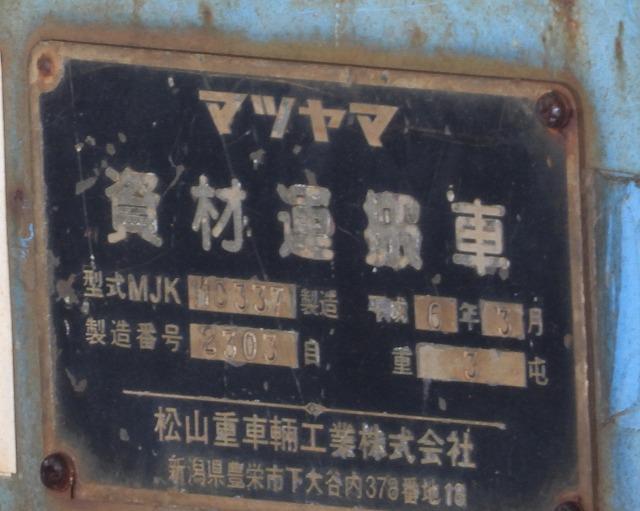 マツヤマ
資材運搬車
型式MJK MC337 製造 平成6年3月
製造番号 2303 自重 3屯
松山重車輌工業株式会社
新潟県豊栄市下大谷内378番地18